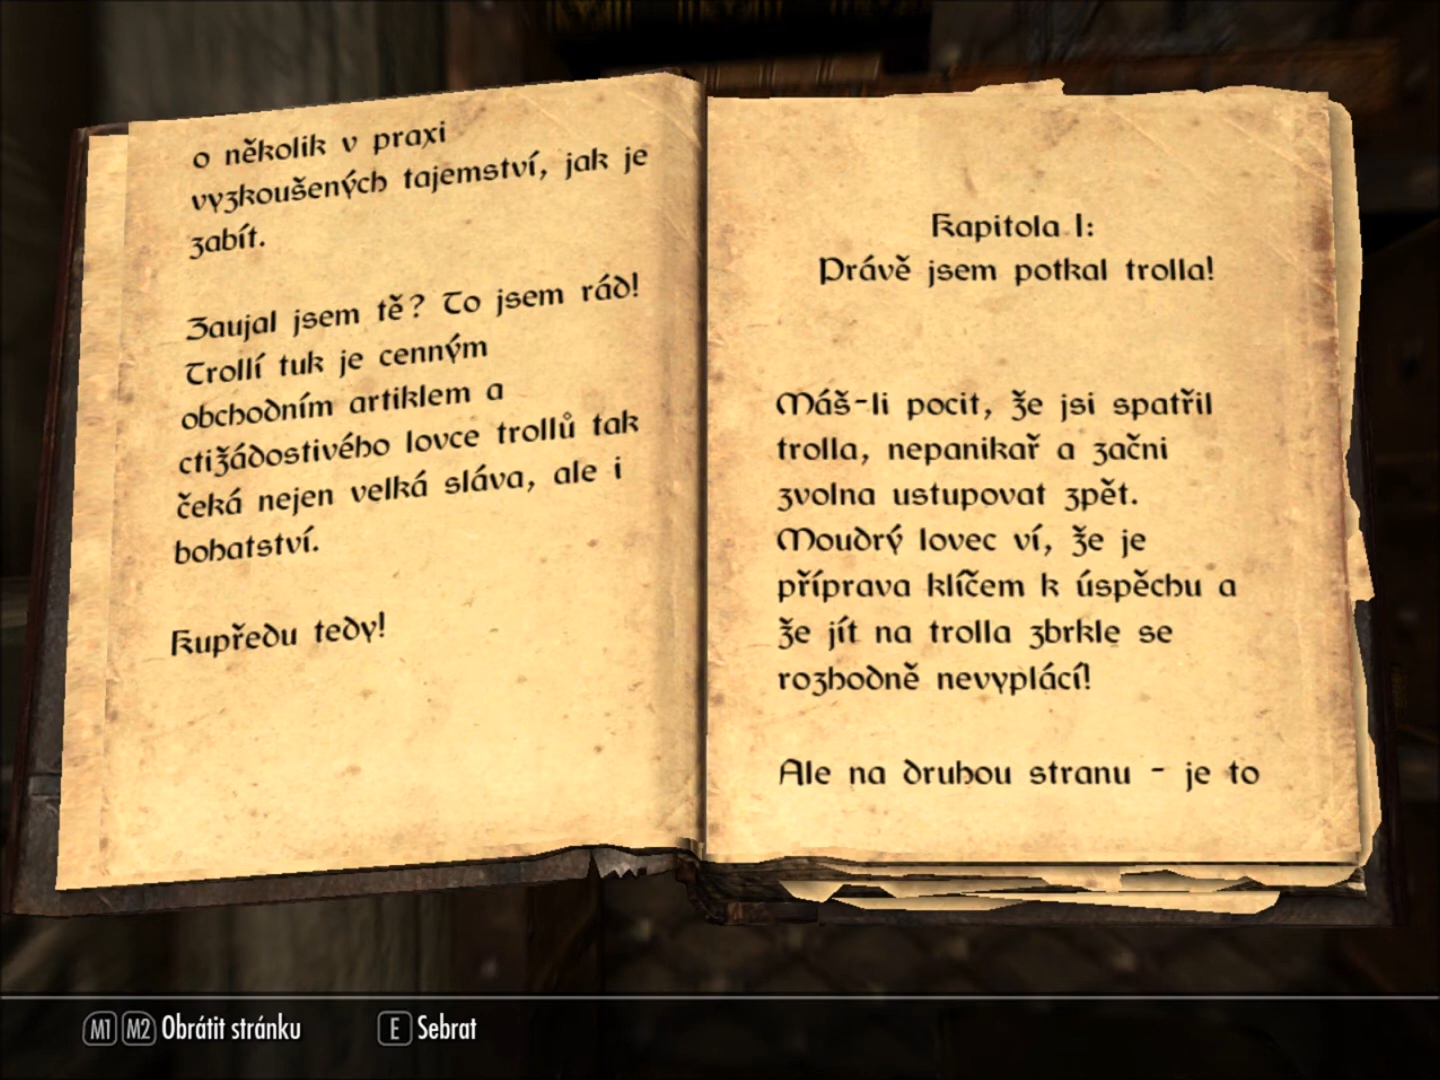 o několik v praxi
vyzkoušených tajemství, jak je
zabít.
Zaujal jsem tě? To jsem rád!
Trollí tuk je cenným
obchodním artiklem a
ctižádostivého lovce trollů tak
čeká nejen velká sláva, ale i
bohatství.
Kupředu tedy!
Kapitola I:
Právě jsem potkal trolla!
Máš-li pocit, že jsi spatřil
trolla, nepanikař a začni
zvolna ustupovat zpět.
Moudrý lovec ví, že je
příprava klíčem k úspěchu a
že jít na trolla zbrkle se
rozhodně nevyplácí!
Ale na druhou stranu - je to
M1 M2 Obrátit stránku E Sebrat